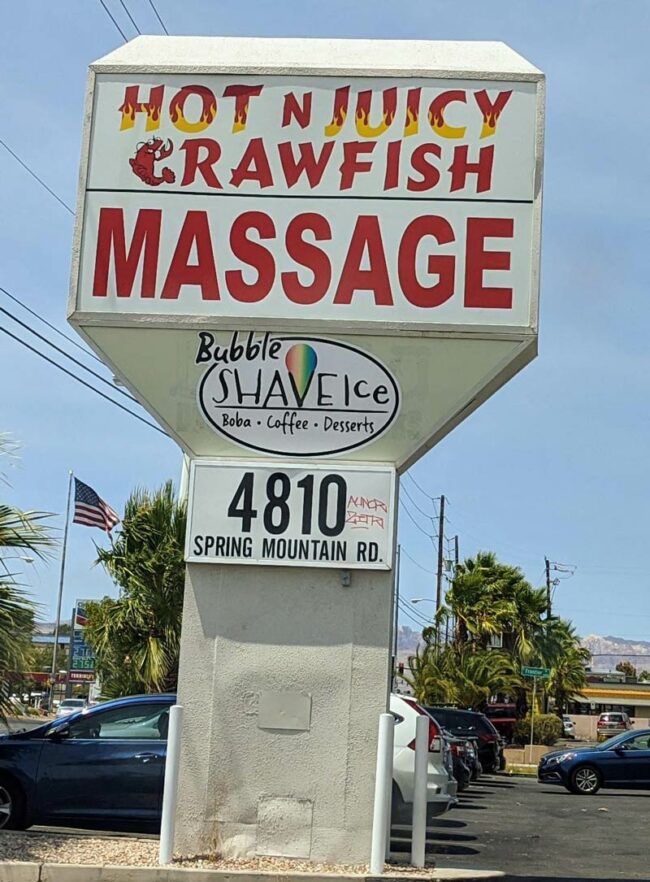 HOT N JUICY
CRAWFISH
MASSAGE
Bubble
SHAVE Ice
Boba • Coffee • Desserts
4810
SPRING MOUNTAIN RD.